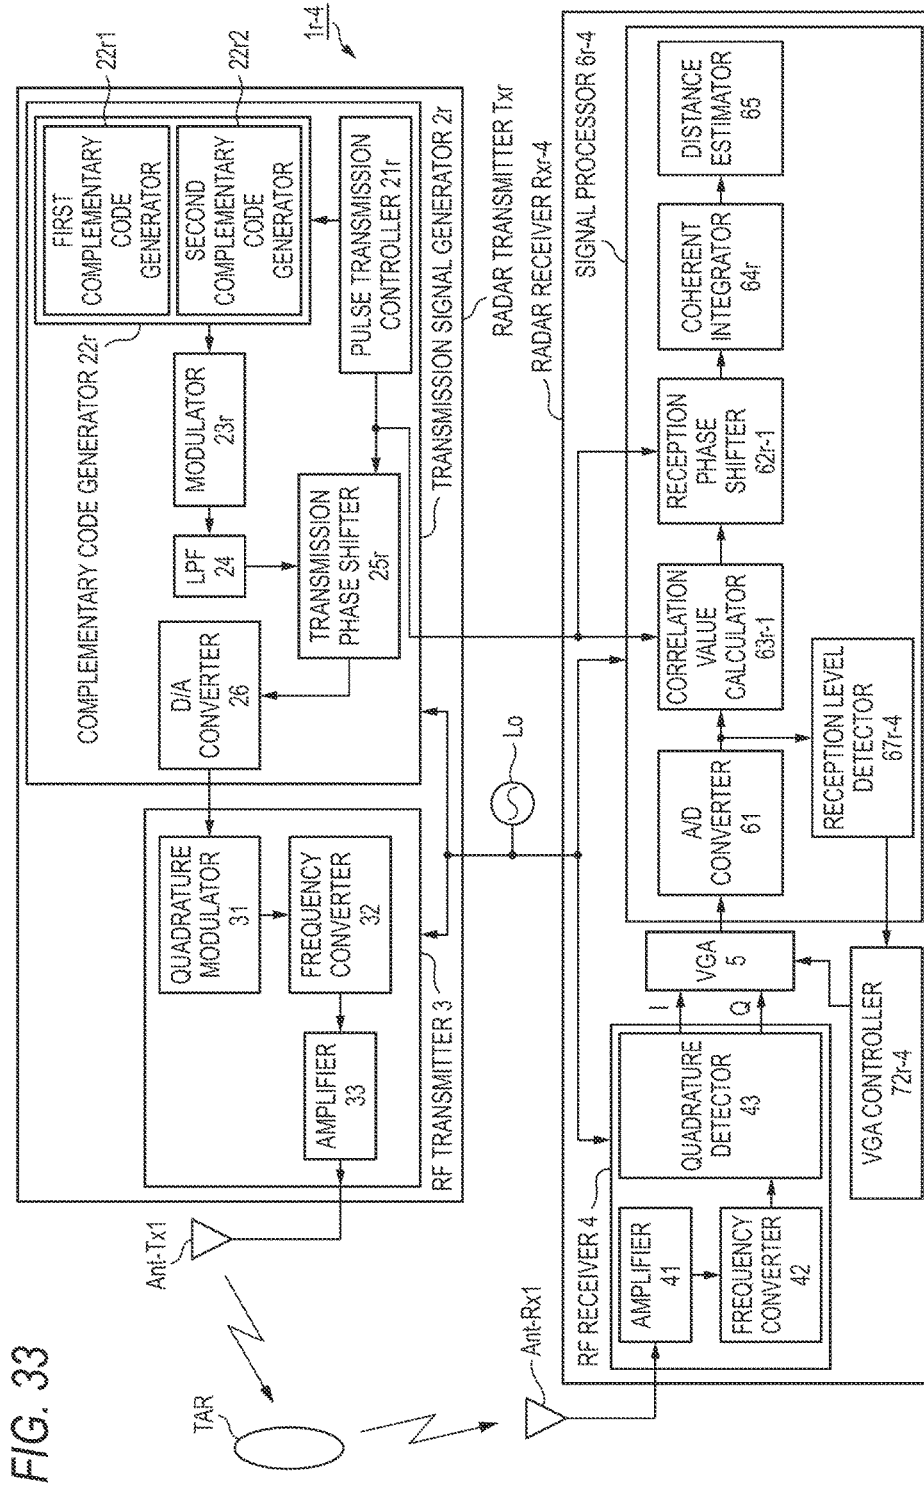 FIG. 33
1r-4
22r1
22r2
FIRST
COMPLEMENTARY
CODE
GENERATOR
SECOND
COMPLEMENTARY
CODE
GENERATOR
PULSE TRANSMISSION
CONTROLLER 21r
COMPLEMENTARY CODE GENERATOR 22r
MODULATOR
23r
LPF
24
TRANSMISSION
PHASE SHIFTER
25r
D/A
CONVERTER
26
TRANSMISSION SIGNAL GENERATOR 2r
QUADRATURE
MODULATOR
31
FREQUENCY
CONVERTER
32
AMPLIFIER
33
RF TRANSMITTER 3
RADAR TRANSMITTER Txr
Ant-Tx1
TAR
Ant-Rx1
Lo
RADAR RECEIVER Rxr-4
RF RECEIVER 4
AMPLIFIER
41
FREQUENCY
CONVERTER
42
QUADRATURE
DETECTOR
43
I
Q
VGA
5
VGA CONTROLLER
72r-4
SIGNAL PROCESSOR 6r-4
A/D
CONVERTER
61
CORRELATION
VALUE
CALCULATOR
63r-1
RECEPTION
PHASE
SHIFTER
62r-1
COHERENT
INTEGRATOR
64r
DISTANCE
ESTIMATOR
65
RECEPTION LEVEL
DETECTOR
67r-4